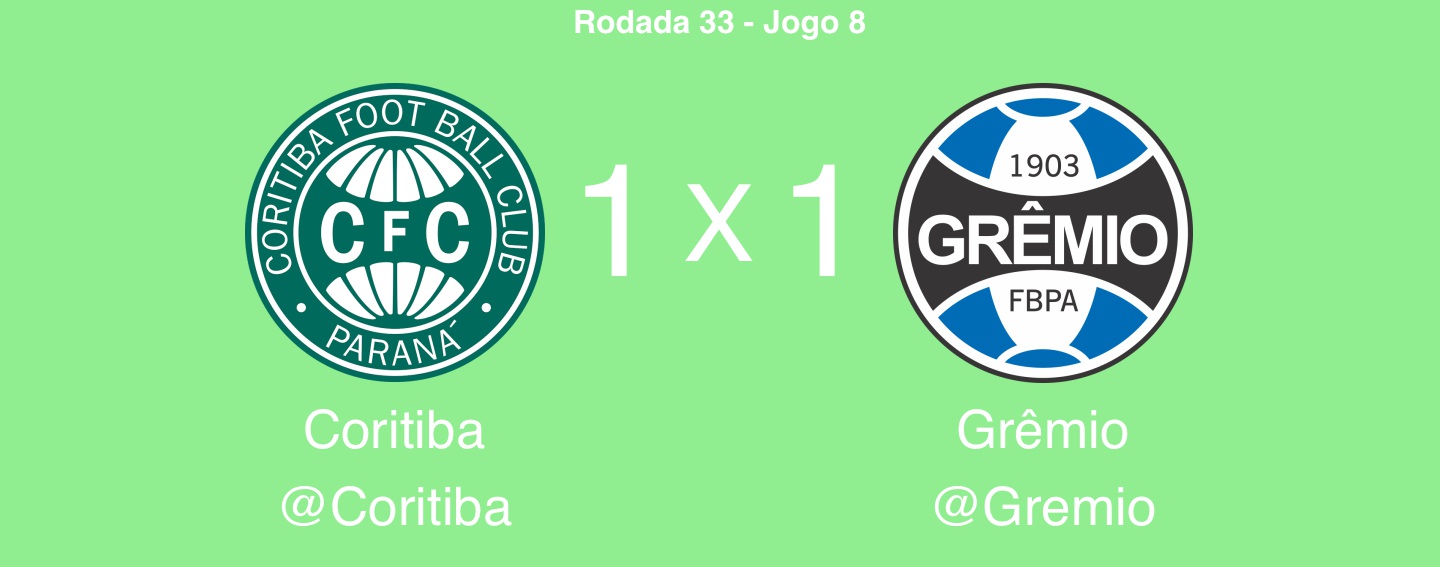 Rodada 33 - Jogo 8
CORITIBA FOOT BALL CLUB
CFC
PARANÁ
1 x 1
1903
GRÊMIO
FBPA
Coritiba
Grêmio
@Coritiba
@Gremio